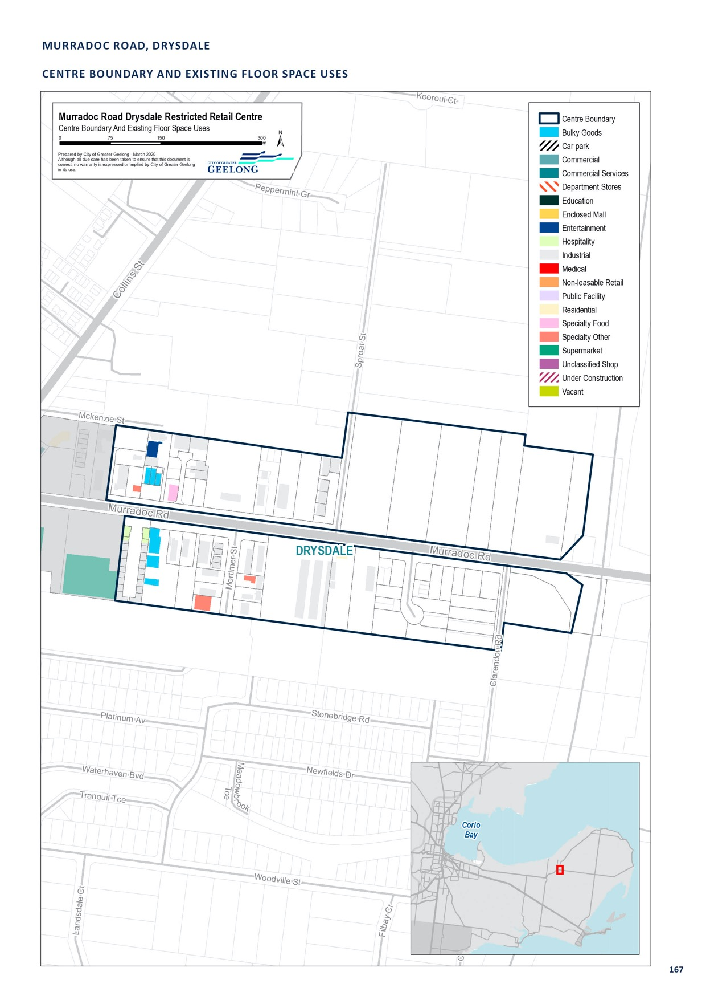 MURRADOC ROAD, DRYSDALE
CENTRE BOUNDARY AND EXISTING FLOOR SPACE USES
Murradoc Road Drysdale Restricted Retail Centre
Centre Boundary And Existing Floor Space Uses
0 75 150 300
m
N
Prepared by City of Greater Geelong - March 2020
Although all due care has been taken to ensure that this document is
correct, no warranty is expressed or implied by City of Greater Geelong
in its use.
CITY OF GREATER
GEELONG
Centre Boundary
Bulky Goods
Car park
Commercial
Commercial Services
Department Stores
Education
Enclosed Mall
Entertainment
Hospitality
Industrial
Medical
Non-leasable Retail
Public Facility
Residential
Specialty Food
Specialty Other
Supermarket
Unclassified Shop
Under Construction
Vacant
Kooroui Ct
Peppermint Gr
Collins St
Sproat St
Mckenzie St
Murradoc Rd
DRYSDALE
Murradoc Rd
Mortimer St
Clarendon Rd
Platinum Av
Stonebridge Rd
Waterhaven Bvd
Newfields Dr
Meadowbrook
Tce
Tranquil Tce
Woodville St
Landsdale Ct
Filbay Cr
C
Corio
Bay
167